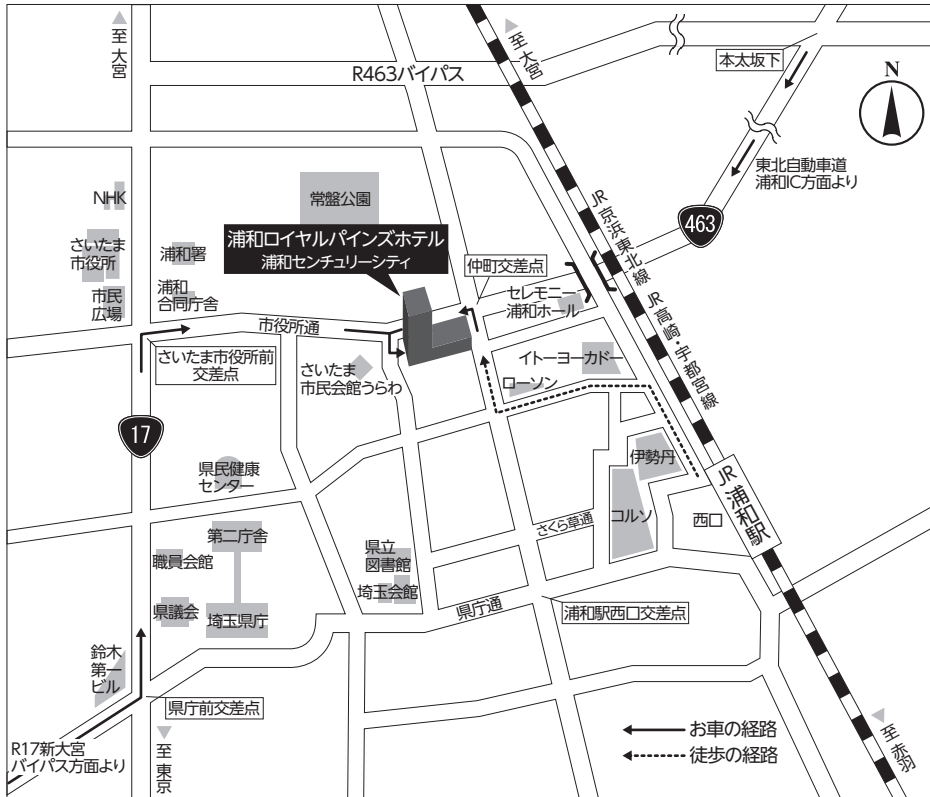 至大宮
至大宮
R463バイパス
本太坂下
N
東北自動車道
浦和IC方面より
463
NHK
さいたま
市役所
市民
広場
浦和署
浦和
合同庁舎
常盤公園
浦和ロイヤルパインズホテル
浦和センチュリーシティ
仲町交差点
セレモニー
浦和ホール
JR京浜東北線
JR高崎・宇都宮線
市役所通
さいたま市役所前
交差点
さいたま
市民会館うらわ
イトーヨーカドー
ローソン
17
県民健康
センター
伊勢丹
コルソ
西口
JR浦和駅
さくら草通
第二庁舎
職員会館
県立
図書館
埼玉会館
県議会
埼玉県庁
県庁通
浦和駅西口交差点
鈴木
第一
ビル
県庁前交差点
R17新大宮
バイパス方面より
至東京
お車の経路
徒歩の経路
至赤羽